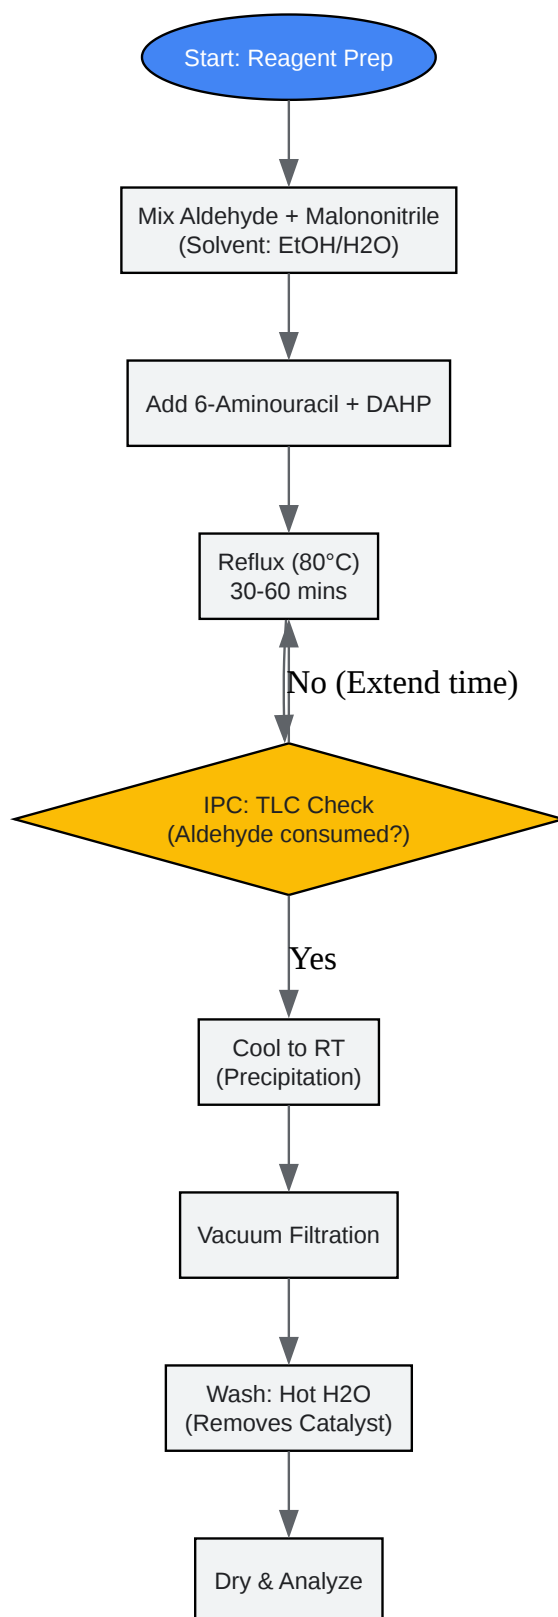 Start: Reagent Prep
Mix Aldehyde + Malononitrile
(Solvent: EtOH/H2O)
Add 6-Aminouracil + DAHP
Reflux (80°C)
30-60 mins
No (Extend time)
IPC: TLC Check
(Aldehyde consumed?)
Yes
Cool to RT
(Precipitation)
Vacuum Filtration
Wash: Hot H2O
(Removes Catalyst)
Dry & Analyze